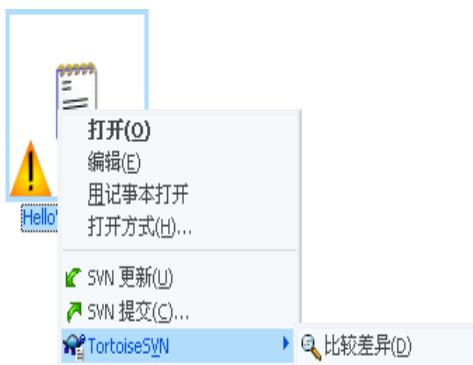 打开(O)
编辑(E)
用记事本打开
打开方式(H)...
Hello'
SVN 更新(U)
SVN 提交(C)...
TortoiseSVN
比较差异(D)